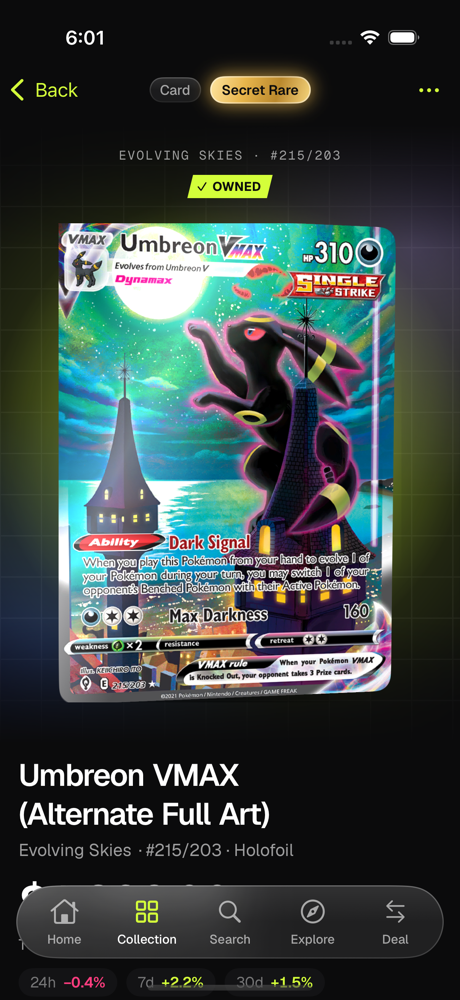 6:01
Back
Card
Secret Rare
EVOLVING SKIES · #215/203
✓ OWNED
VMAX
Umbreon VMAX
HP 310
Evolves from Umbreon V
Dynamax
SINGLE STRIKE
Ability Dark Signal
When you play this Pokémon from your hand to evolve 1 of
your Pokémon during your turn, you may switch 1 of your
opponent's Benched Pokémon with their Active Pokémon.
Max Darkness 160
weakness ×2 resistance retreat
VMAX rule When your Pokémon VMAX
is Knocked Out, your opponent takes 3 Prize cards.
Illus. KEIICHIRO ITO
E 215/203 ★
©2021 Pokémon / Nintendo / Creatures / GAME FREAK
Umbreon VMAX
(Alternate Full Art)
Evolving Skies · #215/203 · Holofoil
Home
Collection
Search
Explore
Deal
24h −0.4%
7d +2.2%
30d +1.5%